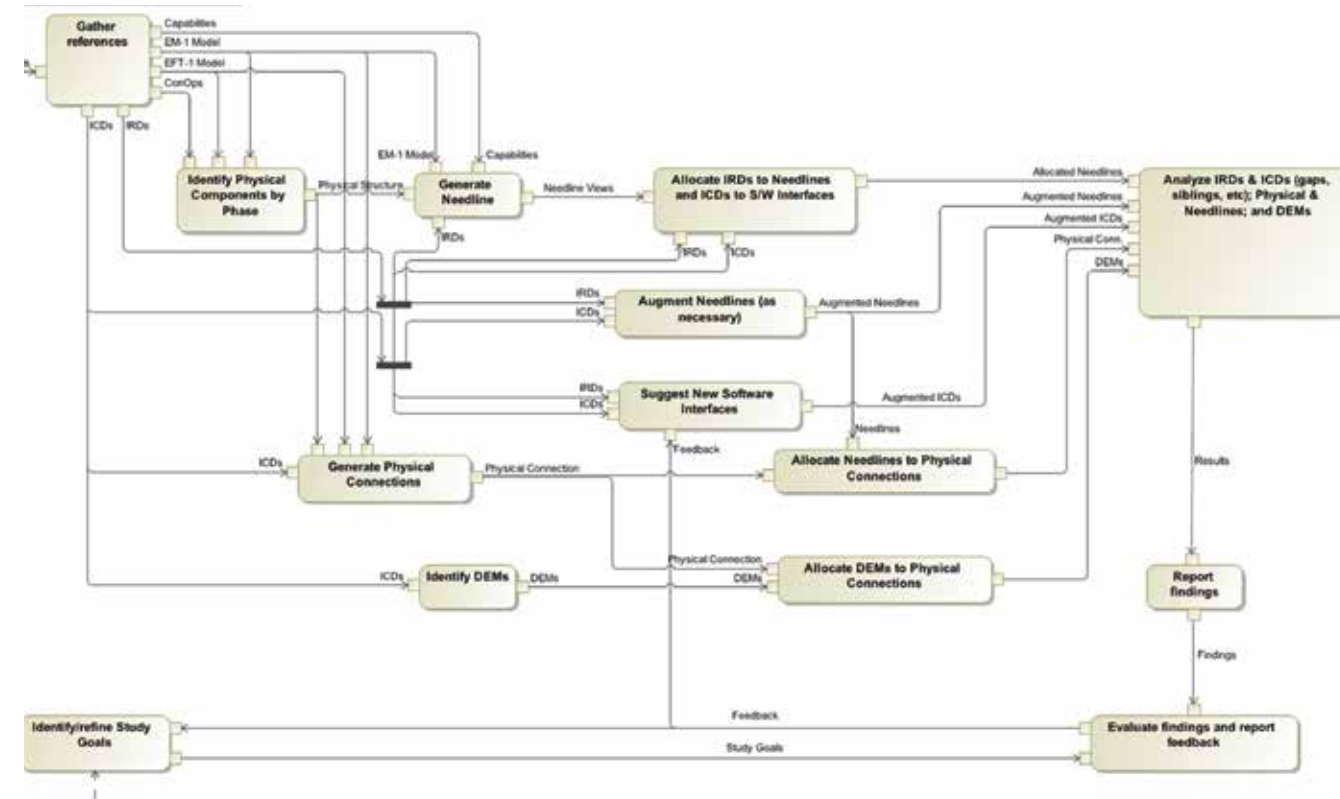 Gather
references
Capabilities
EM-1 Model
EFT-1 Model
ConOps
ICDs
IRDs
EM-1 Model
Capabilities
Identify Physical
Components by
Phase
Physical Structure
Generate
Needline
Needline Views
Allocate IRDs to Needlines
and ICDs to S/W Interfaces
Allocated Needlines
Augmented Needlines
Augmented ICDs
Physical Conn.
DEMs
Analyze IRDs & ICDs (gaps,
siblings, etc); Physical &
Needlines; and DEMs
IRDs
IRDs
ICDs
IRDs
ICDs
Augment Needlines (as
necessary)
Augmented Needlines
IRDs
ICDs
Suggest New Software
Interfaces
Augmented ICDs
Feedback
Needlines
ICDs
Generate Physical
Connections
Physical Connection
Allocate Needlines to Physical
Connections
Results
ICDs
Identify DEMs
DEMs
Physical Connection
DEMs
Allocate DEMs to Physical
Connections
Report
findings
Findings
Identify/refine Study
Goals
Feedback
Study Goals
Evaluate findings and report
feedback